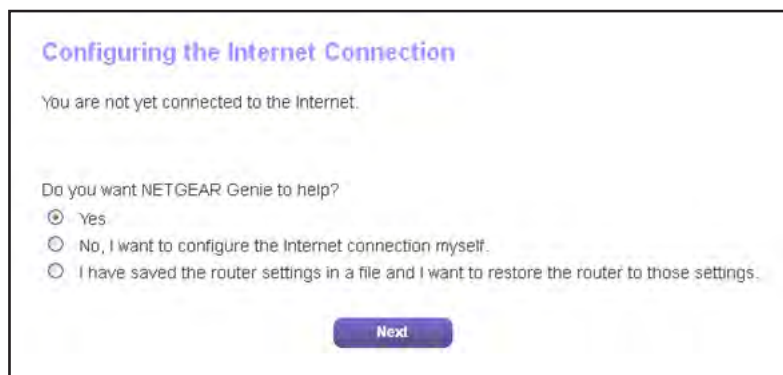 Configuring the Internet Connection
You are not yet connected to the Internet.
Do you want NETGEAR Genie to help?
Yes
No, I want to configure the Internet connection myself.
I have saved the router settings in a file and I want to restore the router to those settings.
Next